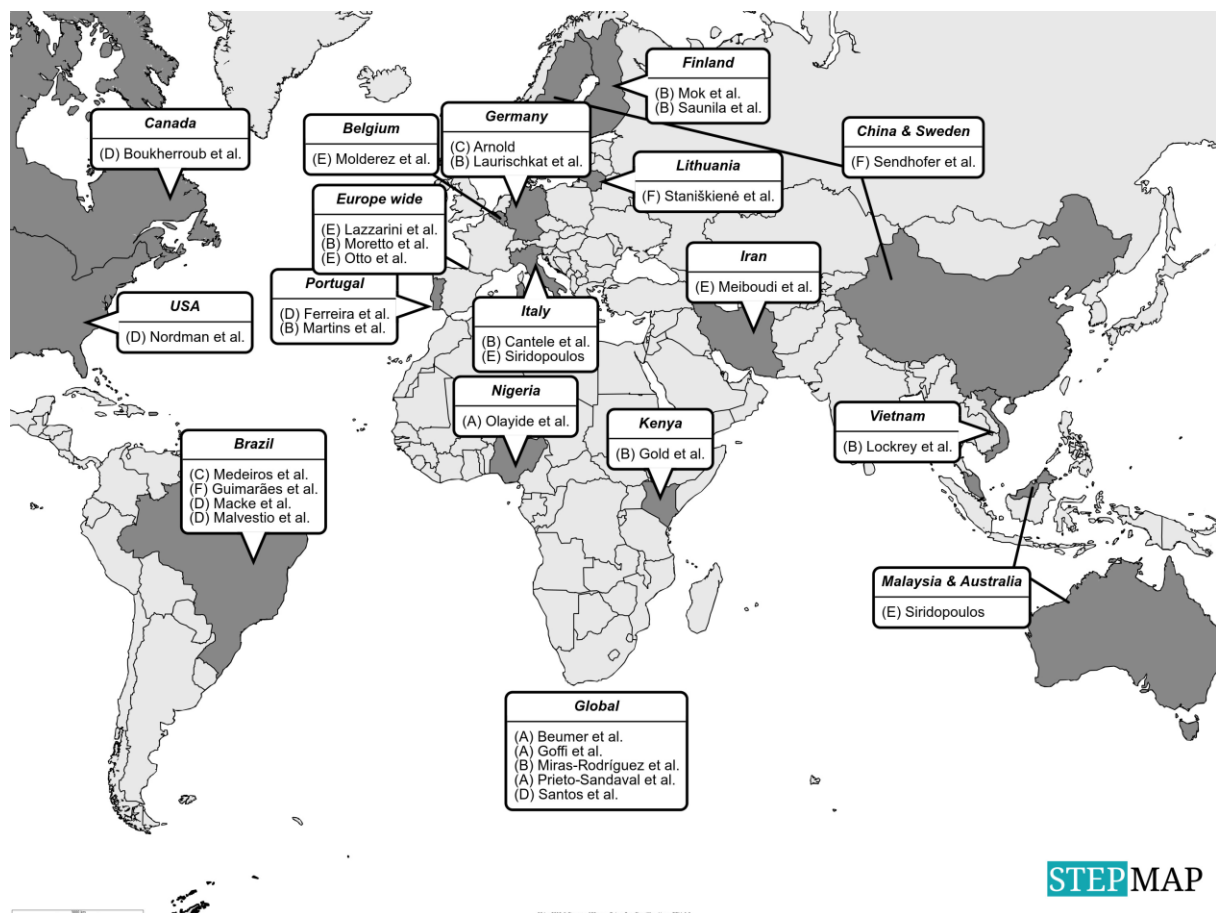 Finland
(B) Mok et al.
(B) Saunila et al.
Canada
(D) Boukherroub et al.
Belgium
(E) Molderez et al.
Germany
(C) Arnold
(B) Laurischkat et al.
China & Sweden
(F) Sendhofer et al.
Lithuania
(F) Staniškienė et al.
Europe wide
(E) Lazzarini et al.
(B) Moretto et al.
(E) Otto et al.
Iran
(E) Meiboudi et al.
Portugal
(D) Ferreira et al.
(B) Martins et al.
USA
(D) Nordman et al.
Italy
(B) Cantele et al.
(E) Siridopoulos
Nigeria
(A) Olayide et al.
Kenya
(B) Gold et al.
Vietnam
(B) Lockrey et al.
Brazil
(C) Medeiros et al.
(F) Guimarães et al.
(D) Macke et al.
(D) Malvestio et al.
Malaysia & Australia
(E) Siridopoulos
Global
(A) Beumer et al.
(A) Goffi et al.
(B) Miras-Rodríguez et al.
(A) Prieto-Sandaval et al.
(D) Santos et al.
STEPMAP